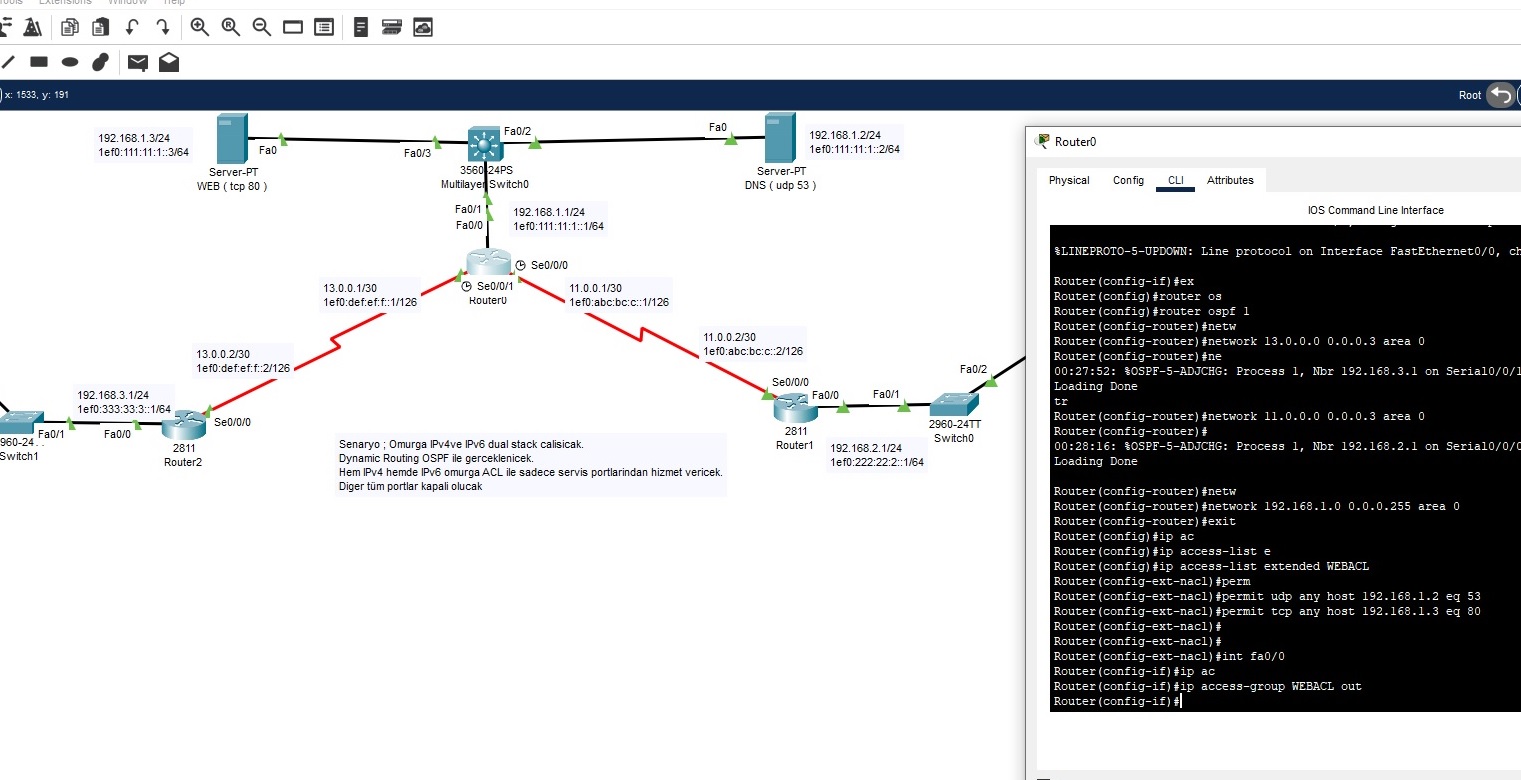 Tools Extensions Window Help
x: 1533, y: 191
Root
192.168.1.3/24
1ef0:111:11:1::3/64
Fa0
Server-PT
WEB ( tcp 80 )
Fa0/3
Fa0/2
3560-24PS
Multilayer Switch0
Fa0
192.168.1.2/24
1ef0:111:11:1::2/64
Server-PT
DNS ( udp 53 )
Fa0/1
Fa0/0
192.168.1.1/24
1ef0:111:11:1::1/64
Se0/0/0
Se0/0/1
Router0
13.0.0.1/30
1ef0:def:ef:f::1/126
11.0.0.1/30
1ef0:abc:bc:c::1/126
13.0.0.2/30
1ef0:def:ef:f::2/126
11.0.0.2/30
1ef0:abc:bc:c::2/126
192.168.3.1/24
1ef0:333:33:3::1/64
Se0/0/0
Fa0/1
Fa0/0
960-24...
Switch1
2811
Router2
Se0/0/0
Fa0/0
Fa0/1
Fa0/2
2811
Router1
2960-24TT
Switch0
192.168.2.1/24
1ef0:222:22:2::1/64
Senaryo ; Omurga IPv4ve IPv6 dual stack calisicak.
Dynamic Routing OSPF ile gerceklenicek.
Hem IPv4 hemde IPv6 omurga ACL ile sadece servis portlarindan hizmet vericek.
Diger tüm portlar kapali olucak
Router0
Physical Config CLI Attributes
IOS Command Line Interface
%LINEPROTO-5-UPDOWN: Line protocol on Interface FastEthernet0/0, ch
Router(config-if)#ex
Router(config)#router os
Router(config)#router ospf 1
Router(config-router)#netw
Router(config-router)#network 13.0.0.0 0.0.0.3 area 0
Router(config-router)#ne
00:27:52: %OSPF-5-ADJCHG: Process 1, Nbr 192.168.3.1 on Serial0/0/1
Loading Done
tr
Router(config-router)#network 11.0.0.0 0.0.0.3 area 0
Router(config-router)#
00:28:16: %OSPF-5-ADJCHG: Process 1, Nbr 192.168.2.1 on Serial0/0/0
Loading Done
Router(config-router)#netw
Router(config-router)#network 192.168.1.0 0.0.0.255 area 0
Router(config-router)#exit
Router(config)#ip ac
Router(config)#ip access-list e
Router(config)#ip access-list extended WEBACL
Router(config-ext-nacl)#perm
Router(config-ext-nacl)#permit udp any host 192.168.1.2 eq 53
Router(config-ext-nacl)#permit tcp any host 192.168.1.3 eq 80
Router(config-ext-nacl)#
Router(config-ext-nacl)#
Router(config-ext-nacl)#int fa0/0
Router(config-if)#ip ac
Router(config-if)#ip access-group WEBACL out
Router(config-if)#